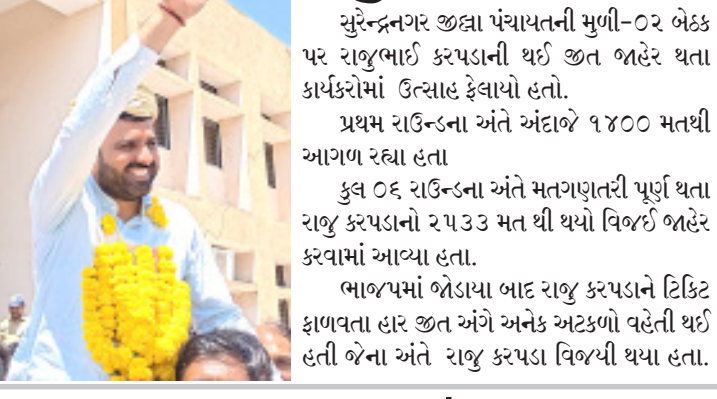 સુરેન્દ્રનગર જીલ્લા પંચાયતની મુળી-૦૨ બેઠક
પર રાજુભાઈ કરપડાની થઈ જીત જાહેર થતા
કાર્યકરોમાં ઉત્સાહ ફેલાયો હતો.
પ્રથમ રાઉન્ડના અંતે અંદાજે ૧૪૦૦ મતથી
આગળ રહ્યા હતા
કુલ ૦૬ રાઉન્ડના અંતે મતગણતરી પૂર્ણ થતા
રાજુ કરપડાનો ૨૫૩૩ મત થી થયો વિજઈ જાહેર
કરવામાં આવ્યા હતા.
ભાજપમાં જોડાયા બાદ રાજુ કરપડાને ટિકિટ
ફાળવતા હાર જીત અંગે અનેક અટકળો વહેતી થઈ
હતી જેના અંતે રાજુ કરપડા વિજયી થયા હતા.